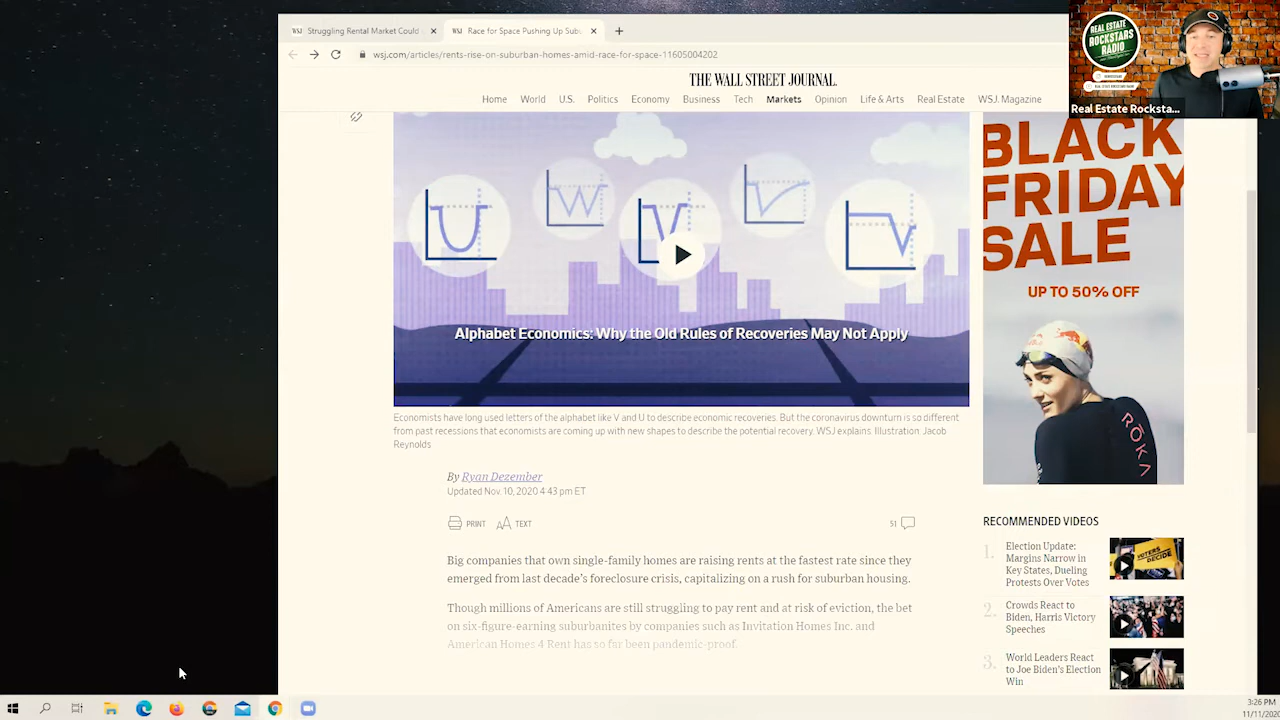 Struggling Rental Market Could
Race for Space Pushing Up Sub
wsj.com/articles/rents-rise-on-suburban-homes-amid-race-for-space-11605004202
THE WALL STREET JOURNAL.
Home World U.S. Politics Economy Business Tech Markets Opinion Life & Arts Real Estate WSJ. Magazine
REAL ESTATE
ROCKSTARS
RADIO
Real Estate Rocksta...
U W V V
Alphabet Economics: Why the Old Rules of Recoveries May Not Apply
Economists have long used letters of the alphabet like V and U to describe economic recoveries. But the coronavirus downturn is so different
from past recessions that economists are coming up with new shapes to describe the potential recovery. WSJ explains. Illustration: Jacob
Reynolds
By Ryan Dezember
Updated Nov. 10, 2020 4:43 pm ET
PRINT TEXT
51
Big companies that own single-family homes are raising rents at the fastest rate since they
emerged from last decade's foreclosure crisis, capitalizing on a rush for suburban housing.
Though millions of Americans are still struggling to pay rent and at risk of eviction, the bet
on six-figure-earning suburbanites by companies such as Invitation Homes Inc. and
American Homes 4 Rent has so far been pandemic-proof.
BLACK
FRIDAY
SALE
UP TO 50% OFF
ROKA
RECOMMENDED VIDEOS
1. Election Update:
Margins Narrow in
Key States, Dueling
Protests Over Votes
VOTERS
DECIDE
2. Crowds React to
Biden, Harris Victory
Speeches
3. World Leaders React
to Joe Biden's Election
Win
3:26 PM
11/11/2020